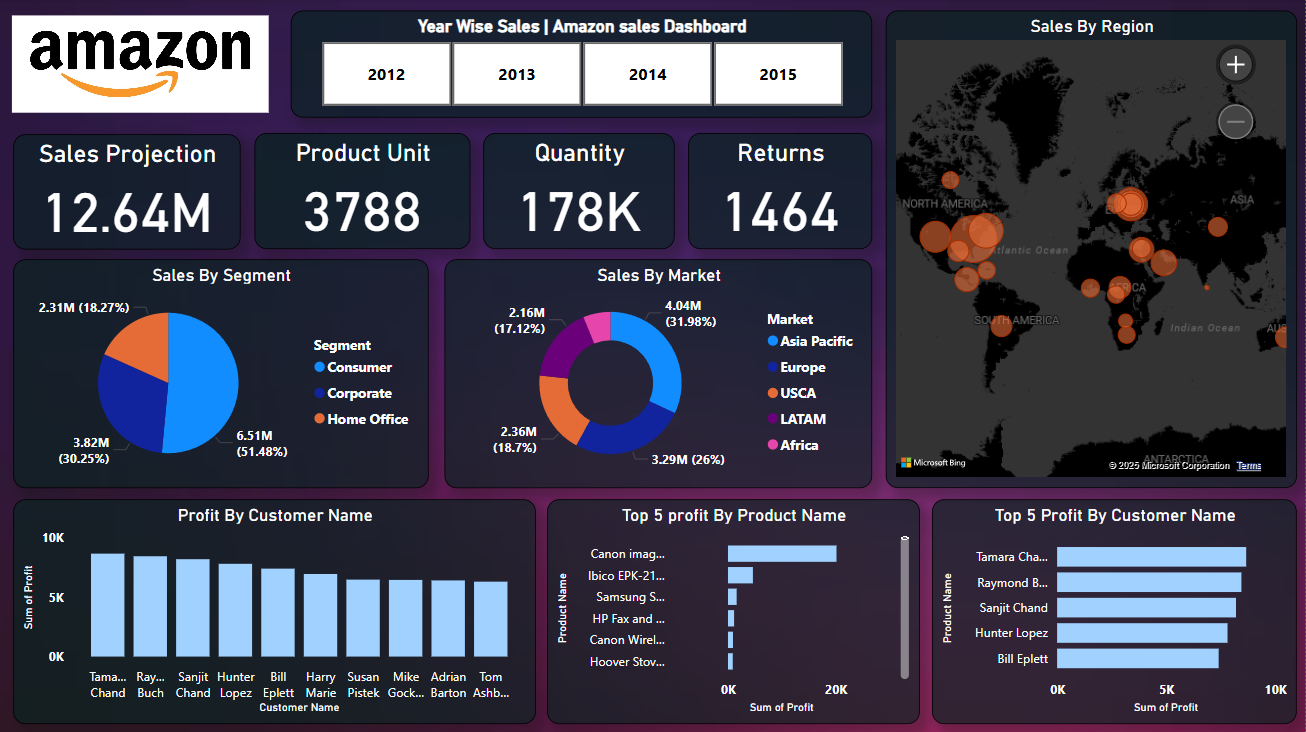 amazon
Year Wise Sales | Amazon sales Dashboard
2012
2013
2014
2015
Sales Projection
12.64M
Product Unit
3788
Quantity
178K
Returns
1464
Sales By Region
+
NORTH AMERICA
ASIA
Atlantic Ocean
AFRICA
SOUTH AMERICA
Indian Ocean
AUS
ANTARCTICA
Microsoft Bing
© 2025 Microsoft Corporation Terms
Sales By Segment
2.31M (18.27%)
3.82M
(30.25%)
6.51M
(51.48%)
Segment
Consumer
Corporate
Home Office
Sales By Market
2.16M
(17.12%)
4.04M
(31.98%)
2.36M
(18.7%)
3.29M (26%)
Market
Asia Pacific
Europe
USCA
LATAM
Africa
Profit By Customer Name
Sum of Profit
10K
5K
0K
Tama...
Chand
Ray...
Buch
Sanjit
Chand
Hunter
Lopez
Bill
Eplett
Harry
Marie
Susan
Pistek
Mike
Gock...
Adrian
Barton
Tom
Ashb...
Customer Name
Top 5 profit By Product Name
Product Name
Canon imag...
Ibico EPK-21...
Samsung S...
HP Fax and ...
Canon Wirel...
Hoover Stov...
0K
20K
Sum of Profit
Top 5 Profit By Customer Name
Product Name
Tamara Cha...
Raymond B...
Sanjit Chand
Hunter Lopez
Bill Eplett
0K
5K
10K
Sum of Profit